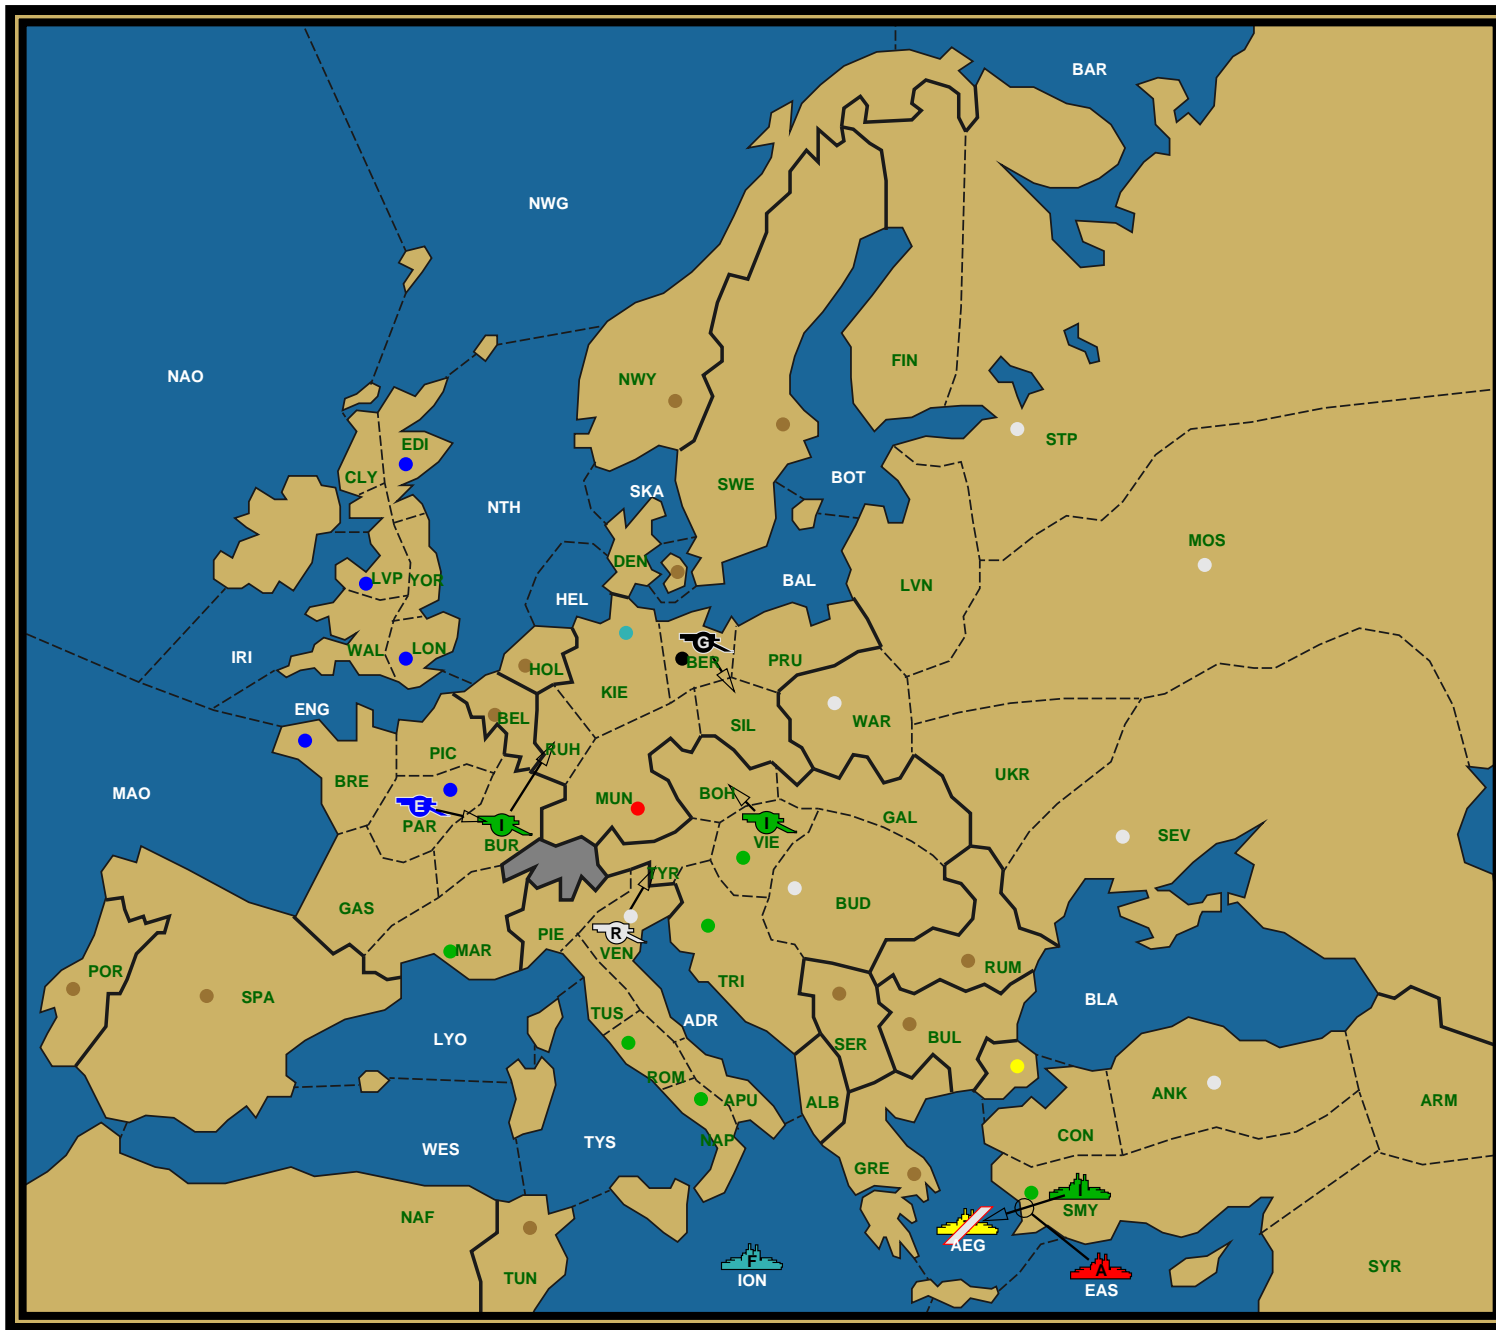 BAR
NWG
NAO
FIN
NWY
STP
EDI
CLY
SKA
SWE
BOT
NTH
MOS
DEN
LVP
YOR
BAL
LVN
HEL
IRI
WAL
LON
HOL
G
BER
PRU
KIE
ENG
BEL
SIL
WAR
PIC
RUH
BRE
UKR
MAO
MUN
BOH
E
PAR
I
BUR
I
VIE
GAL
SEV
TYR
GAS
BUD
R
PIE
VEN
MAR
POR
SPA
TRI
RUM
BLA
TUS
ADR
LYO
SER
BUL
ROM
APU
ALB
ANK
ARM
CON
NAP
WES
TYS
GRE
I
SMY
NAF
AEG
F
ION
A
EAS
TUN
SYR